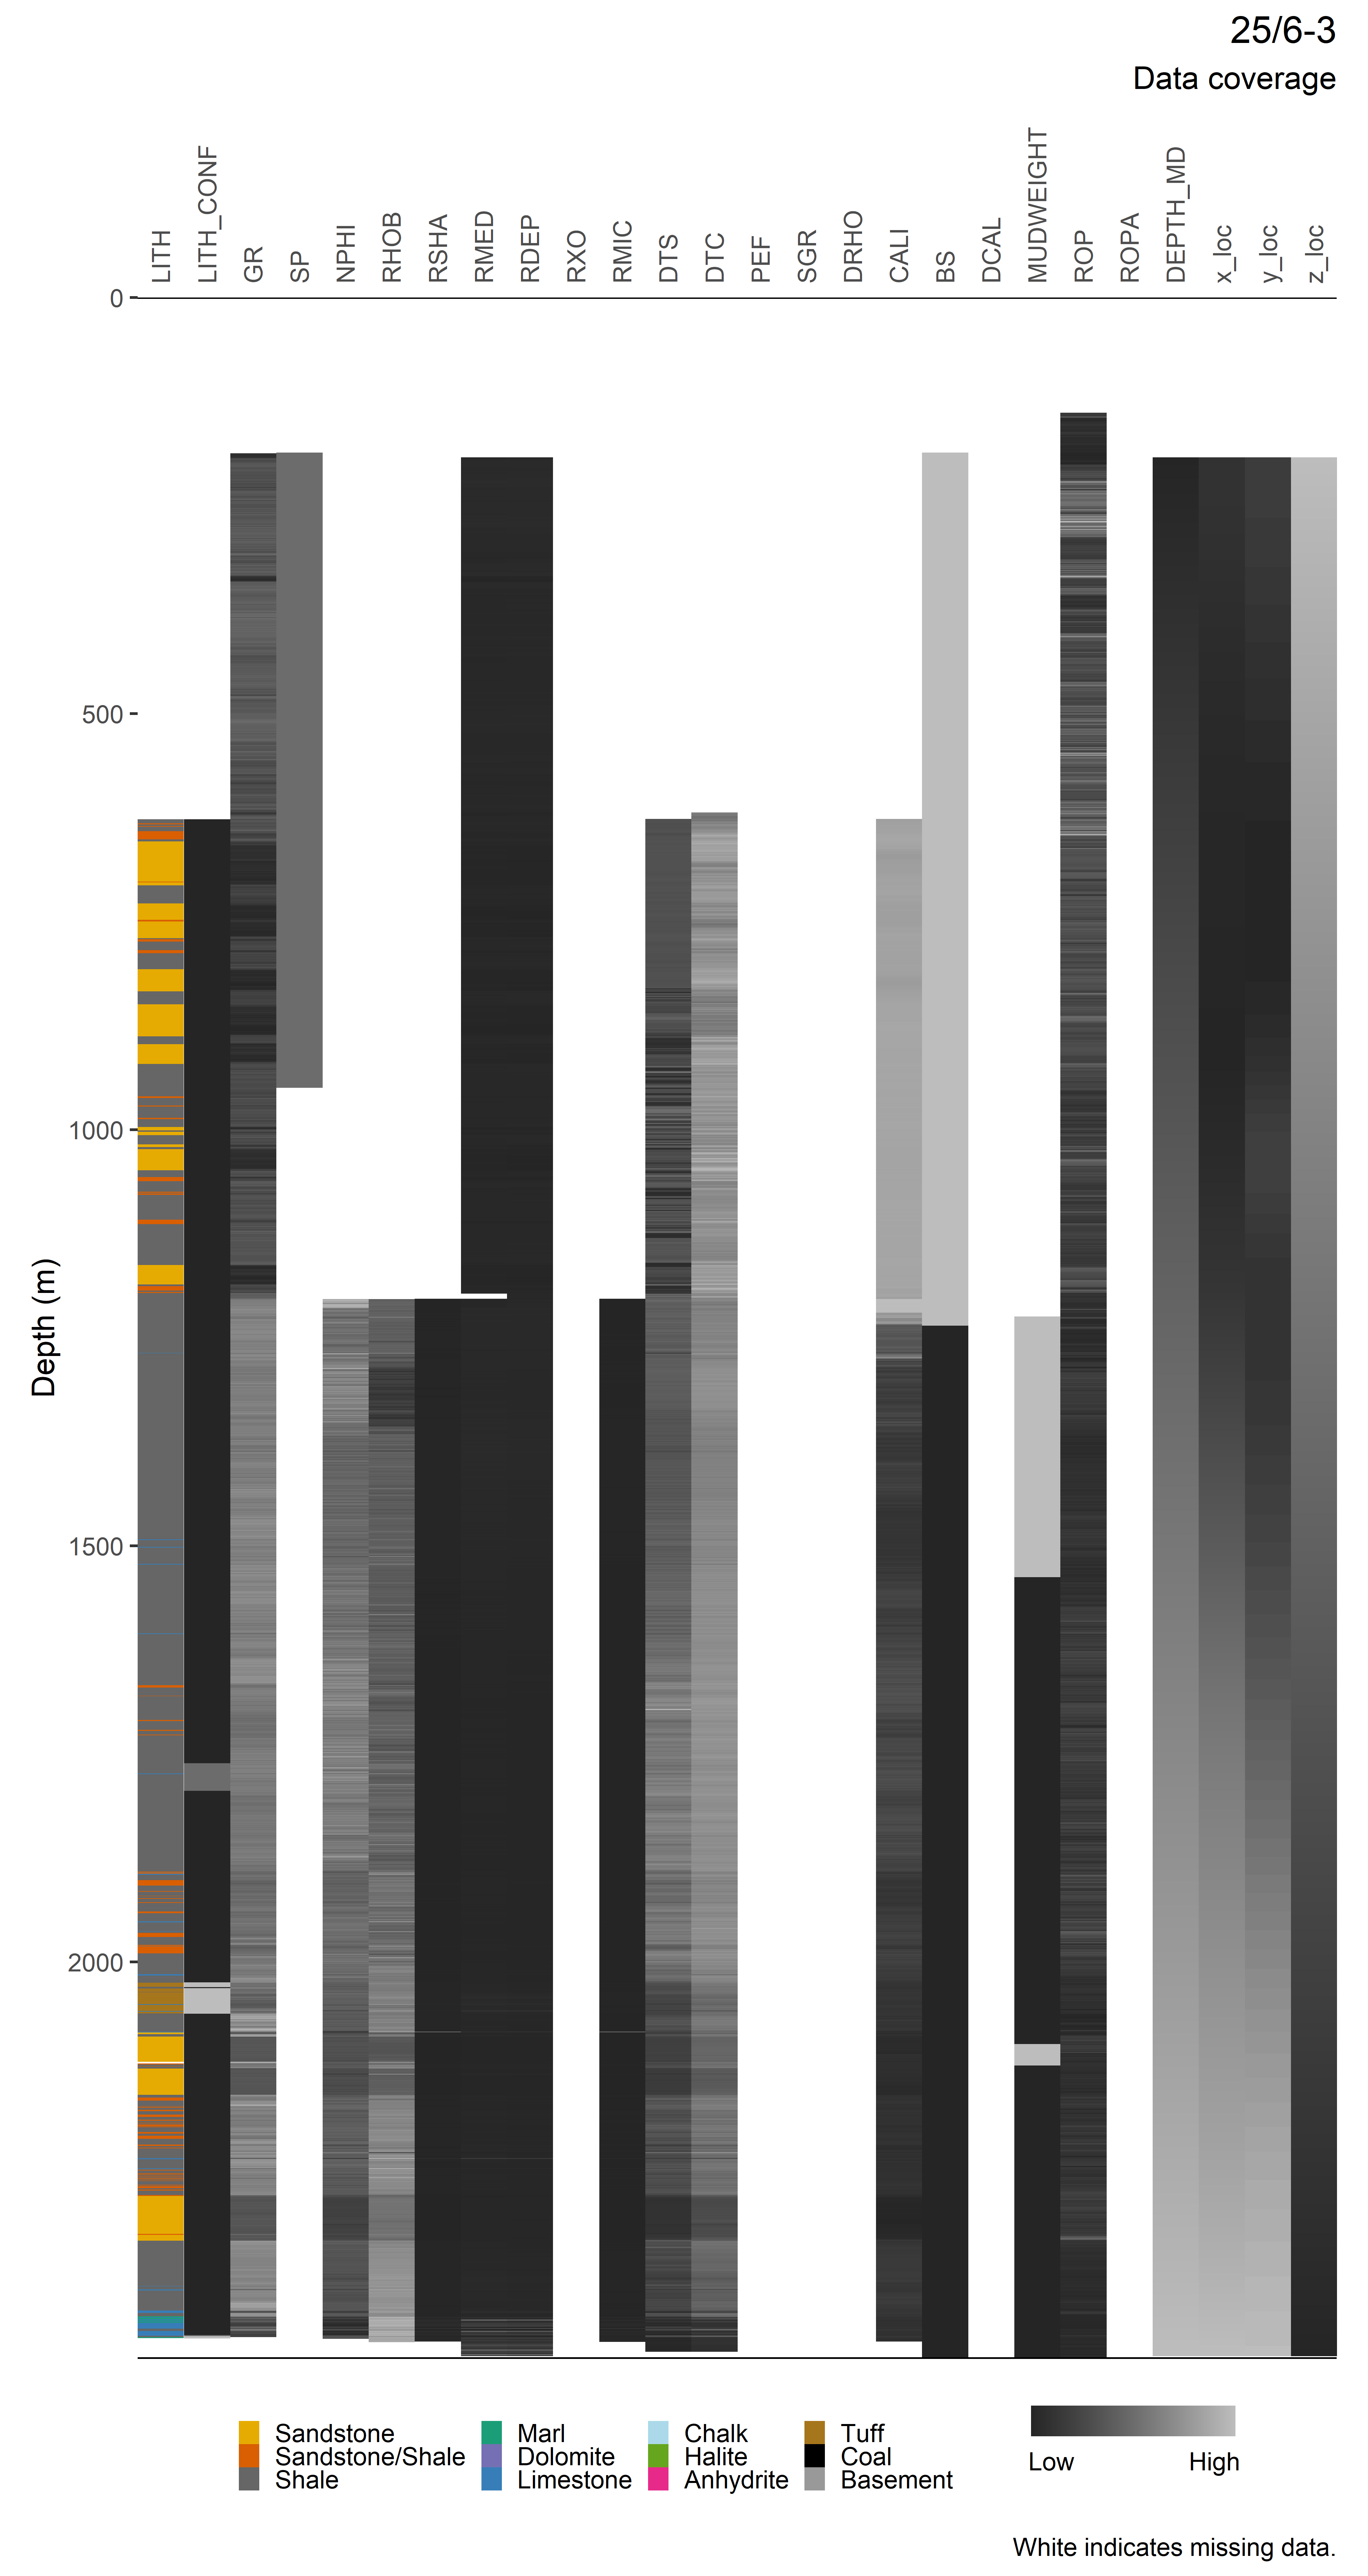 25/6-3
Data coverage
LITH
LITH_CONF
GR
SP
NPHI
RHOB
RSHA
RMED
RDEP
RXO
RMIC
DTS
DTC
PEF
SGR
DRHO
CALI
BS
DCAL
MUDWEIGHT
ROP
ROPA
DEPTH_MD
x_loc
y_loc
z_loc
0
500
1000
1500
2000
Depth (m)
Sandstone
Sandstone/Shale
Shale
Marl
Dolomite
Limestone
Chalk
Halite
Anhydrite
Tuff
Coal
Basement
Low High
White indicates missing data.